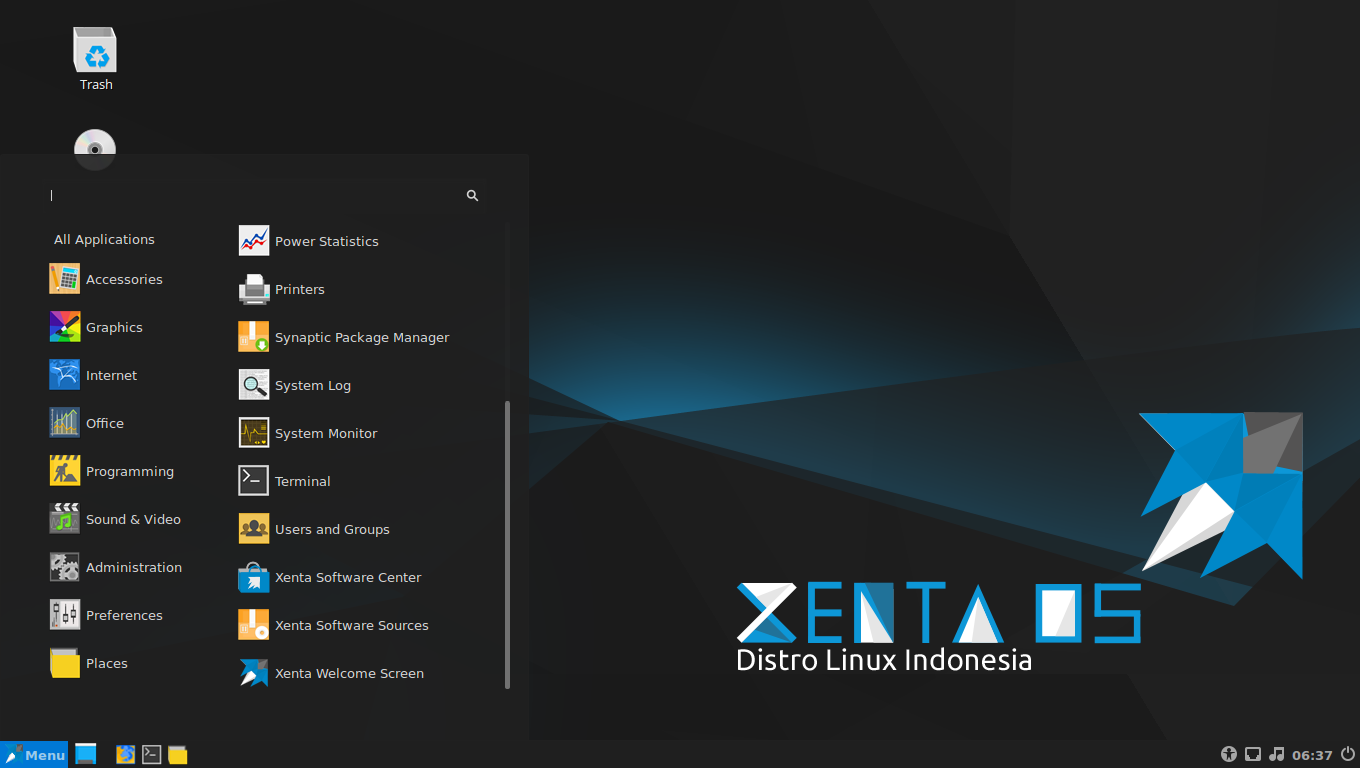 Trash
All Applications
Accessories
Graphics
Internet
Office
Programming
Sound & Video
Administration
Preferences
Places
Power Statistics
Printers
Synaptic Package Manager
System Log
System Monitor
Terminal
Users and Groups
Xenta Software Center
Xenta Software Sources
Xenta Welcome Screen
XENTA OS
Distro Linux Indonesia
Menu
06:37